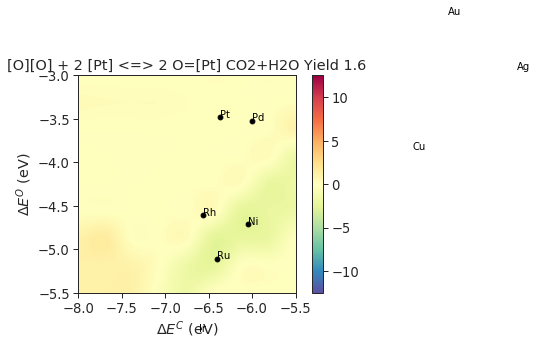 Au
[O][O] + 2 [Pt] <=> 2 O=[Pt] CO2+H2O Yield 1.6
Ag
−3.0
−3.5
−4.0
−4.5
−5.0
−5.5
ΔE^O (eV)
Pt
Pd
Cu
Rh
Ni
Ru
10
5
0
−5
−10
−8.0 −7.5 −7.0 −6.5 −6.0 −5.5
ΔE^C (eV)
Ir